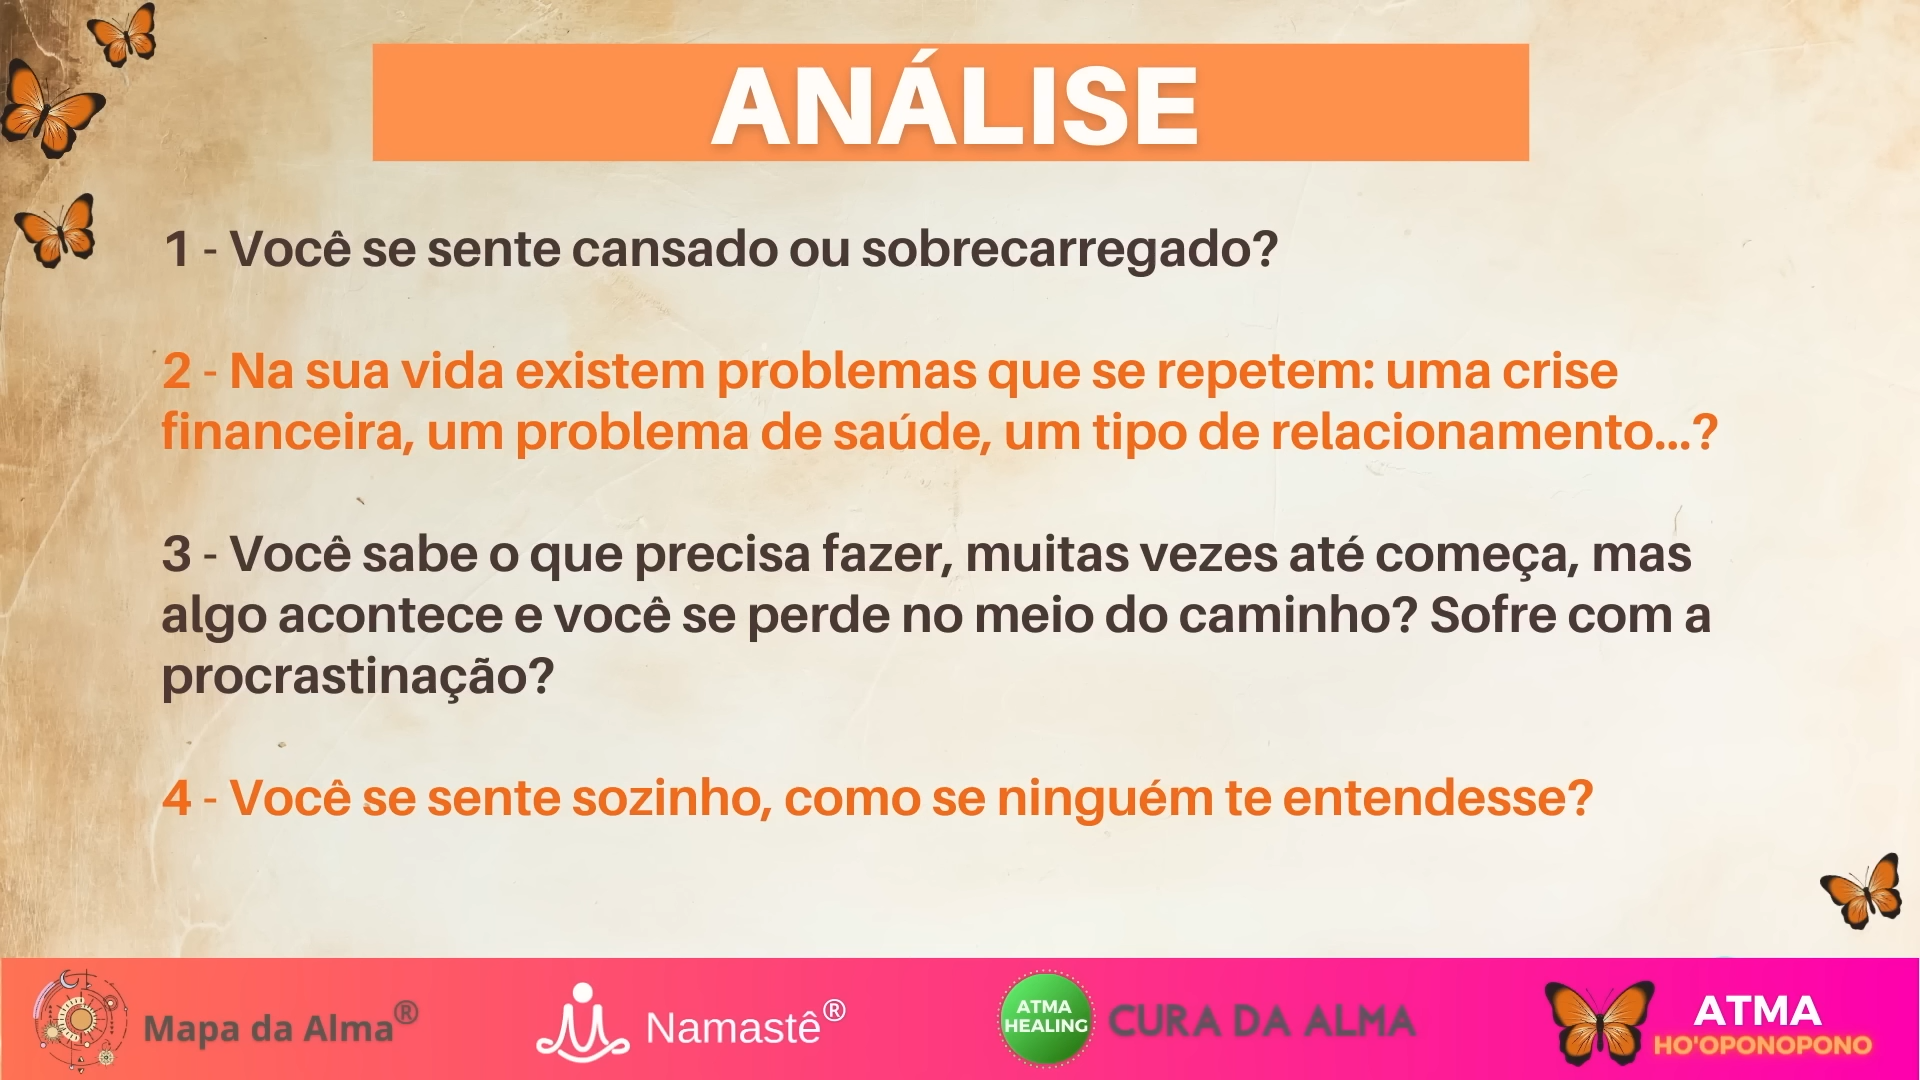 ANÁLISE
1 - Você se sente cansado ou sobrecarregado?
2 - Na sua vida existem problemas que se repetem: uma crise
financeira, um problema de saúde, um tipo de relacionamento...?
3 - Você sabe o que precisa fazer, muitas vezes até começa, mas
algo acontece e você se perde no meio do caminho? Sofre com a
procrastinação?
4 - Você se sente sozinho, como se ninguém te entendesse?
Mapa da Alma®
Namastê®
ATMA
HEALING
CURA DA ALMA
ATMA
HO'OPONOPONO